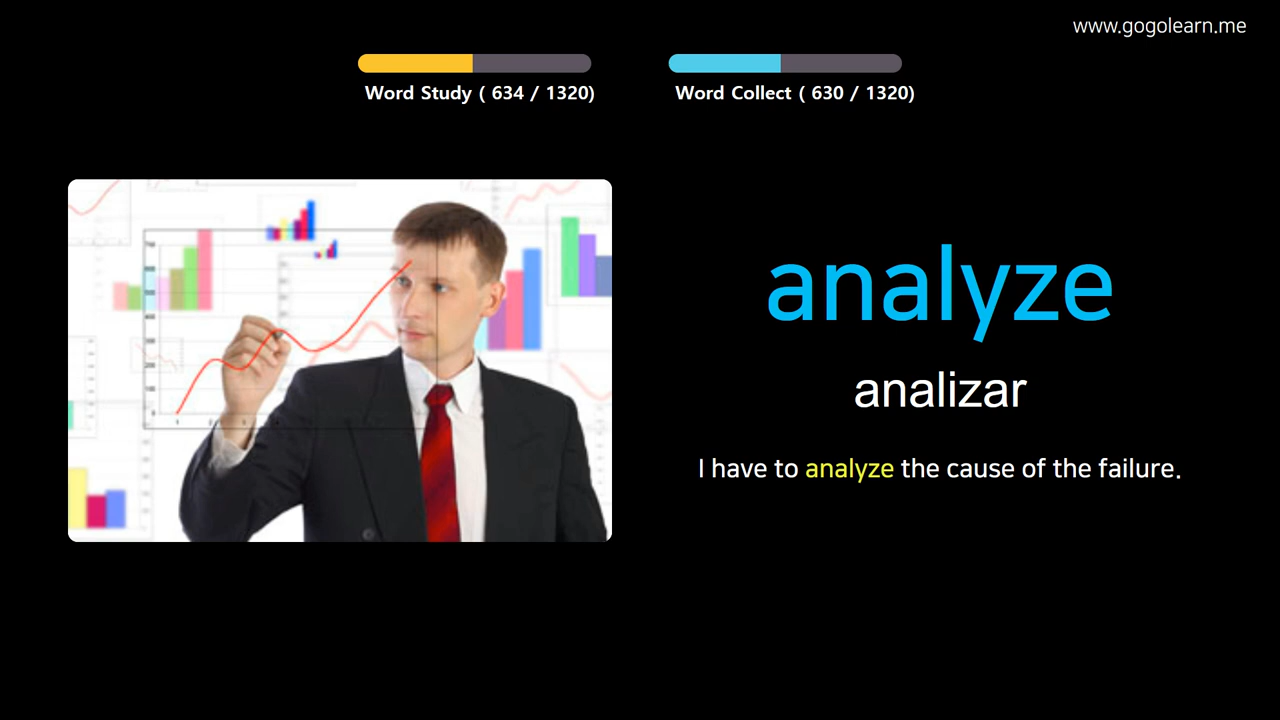 www.gogolearn.me
Word Study ( 634 / 1320)
Word Collect ( 630 / 1320)
analyze
analizar
I have to analyze the cause of the failure.